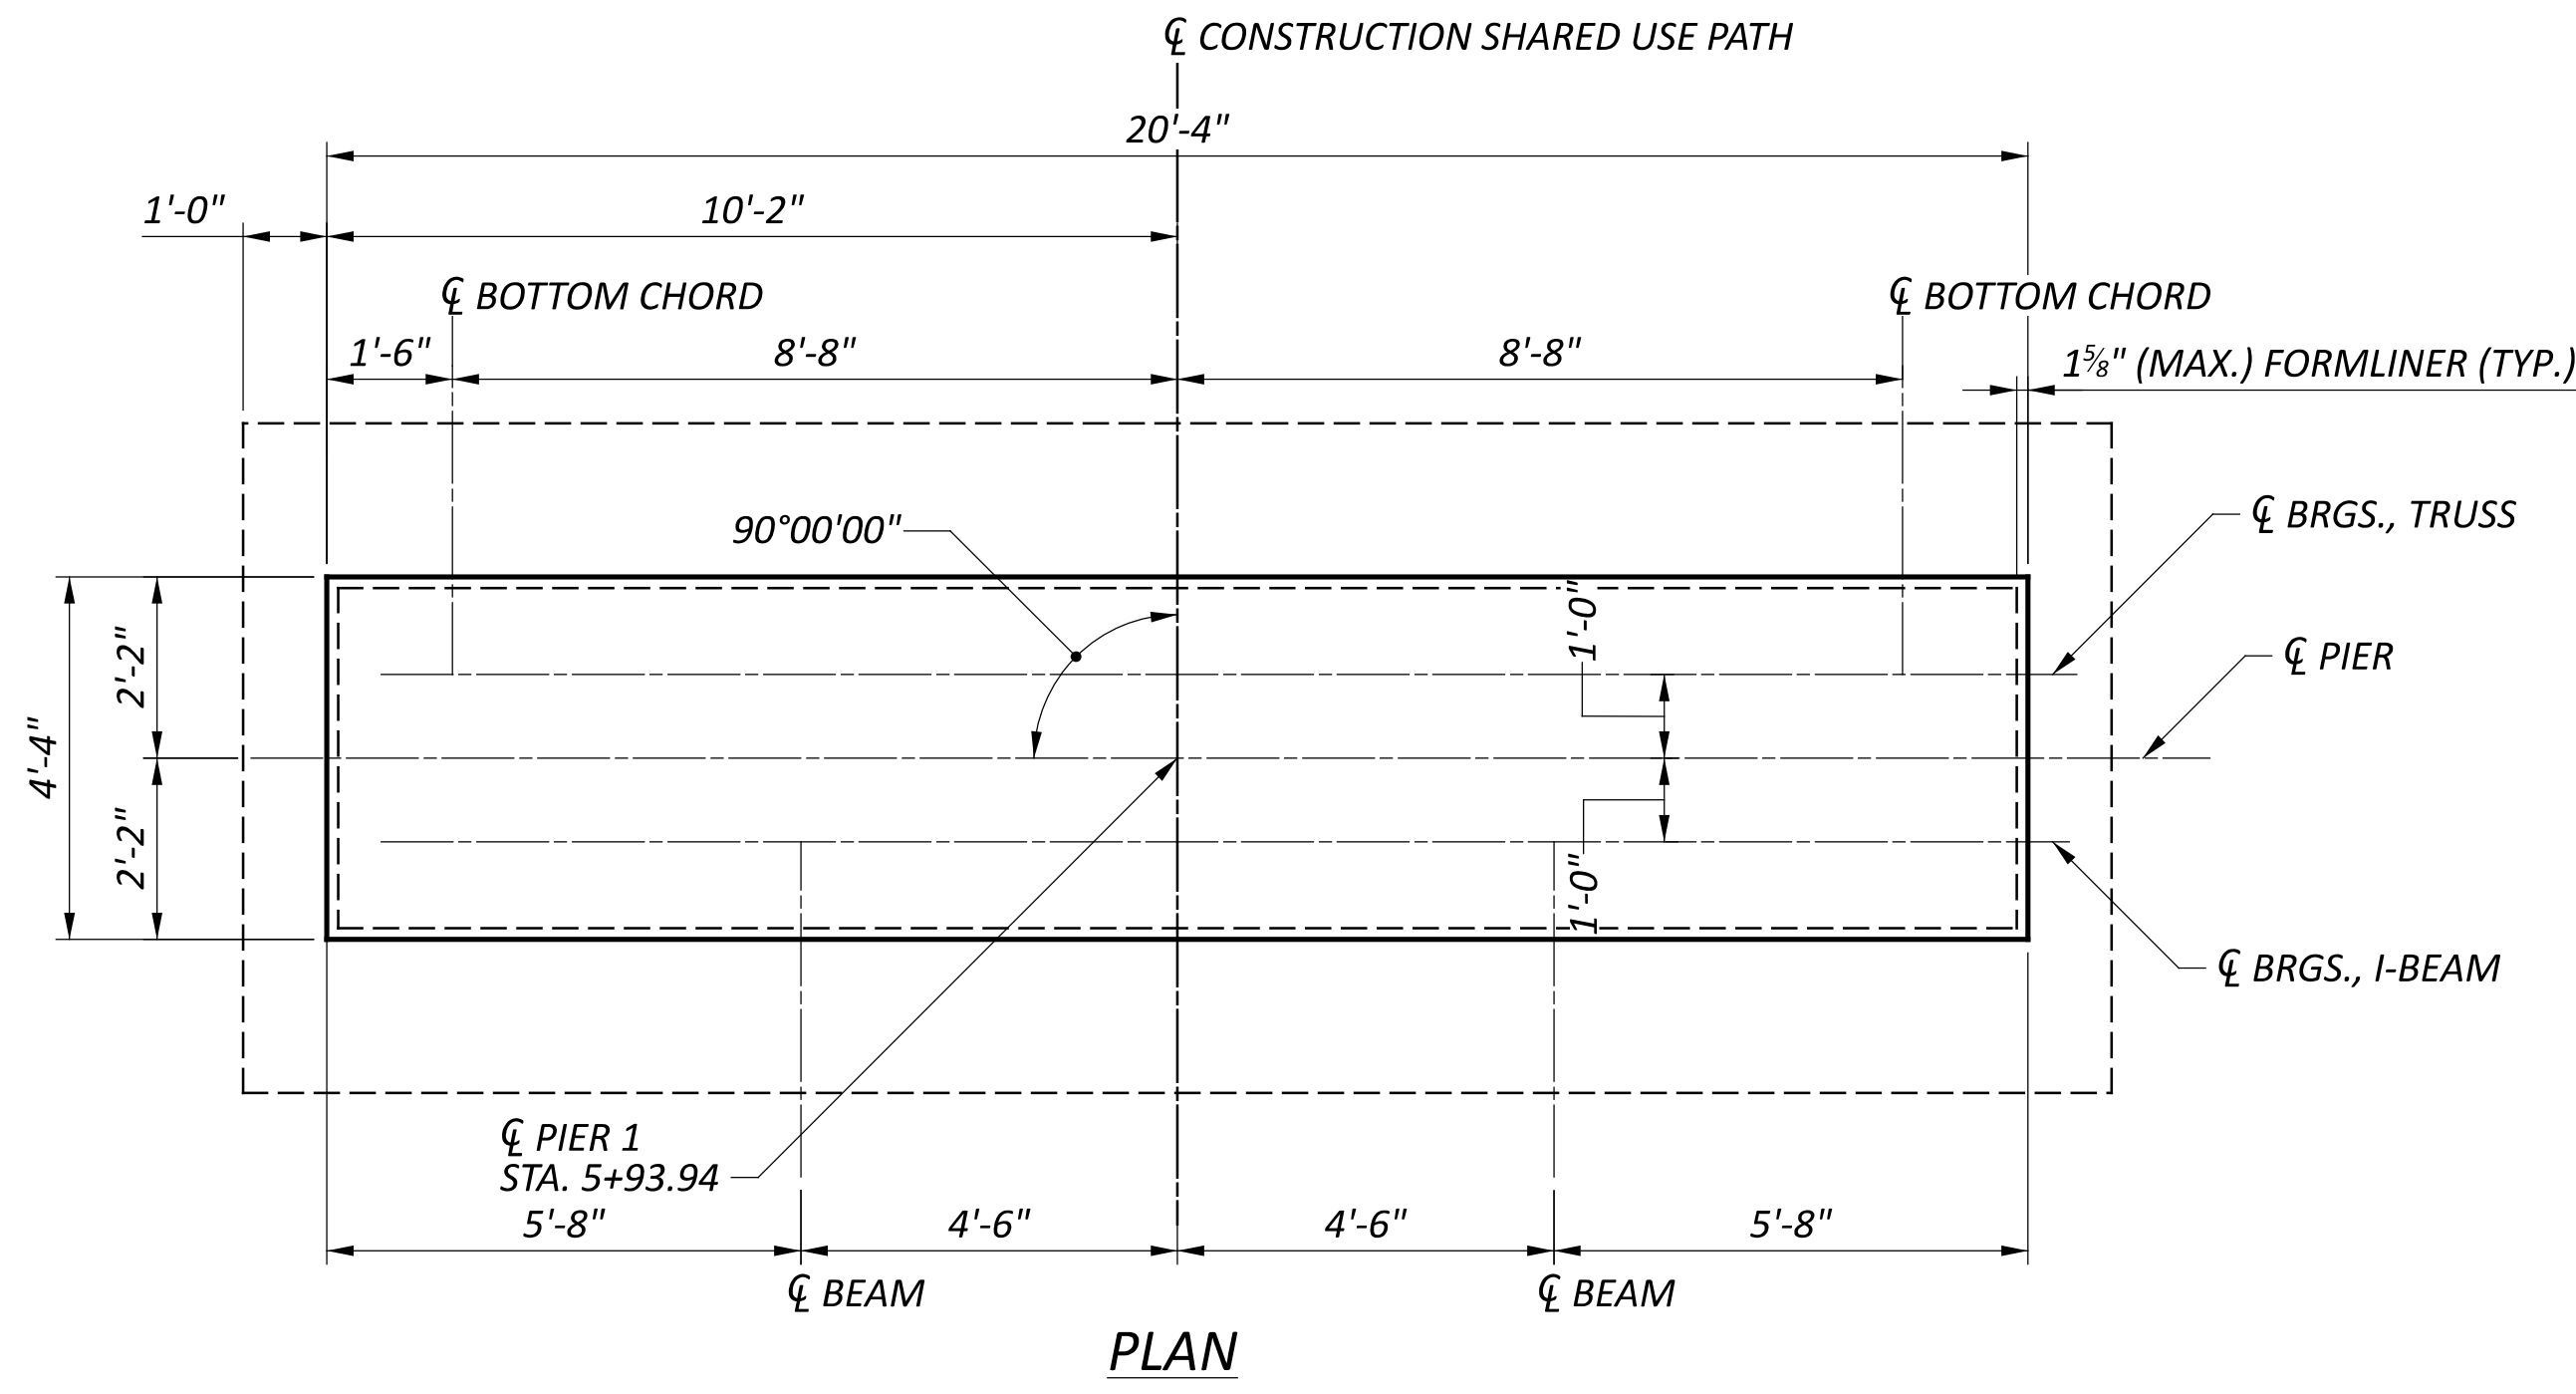 ℄ CONSTRUCTION SHARED USE PATH
20'-4"
1'-0"
10'-2"
℄ BOTTOM CHORD
℄ BOTTOM CHORD
1'-6"
8'-8"
8'-8"
1⅝" (MAX.) FORMLINER (TYP.)
℄ BRGS., TRUSS
90°00'00"
1'-0"
℄ PIER
2'-2"
4'-4"
2'-2"
1'-0"
℄ BRGS., I-BEAM
℄ PIER 1
STA. 5+93.94
5'-8"
4'-6"
4'-6"
5'-8"
℄ BEAM
℄ BEAM
PLAN